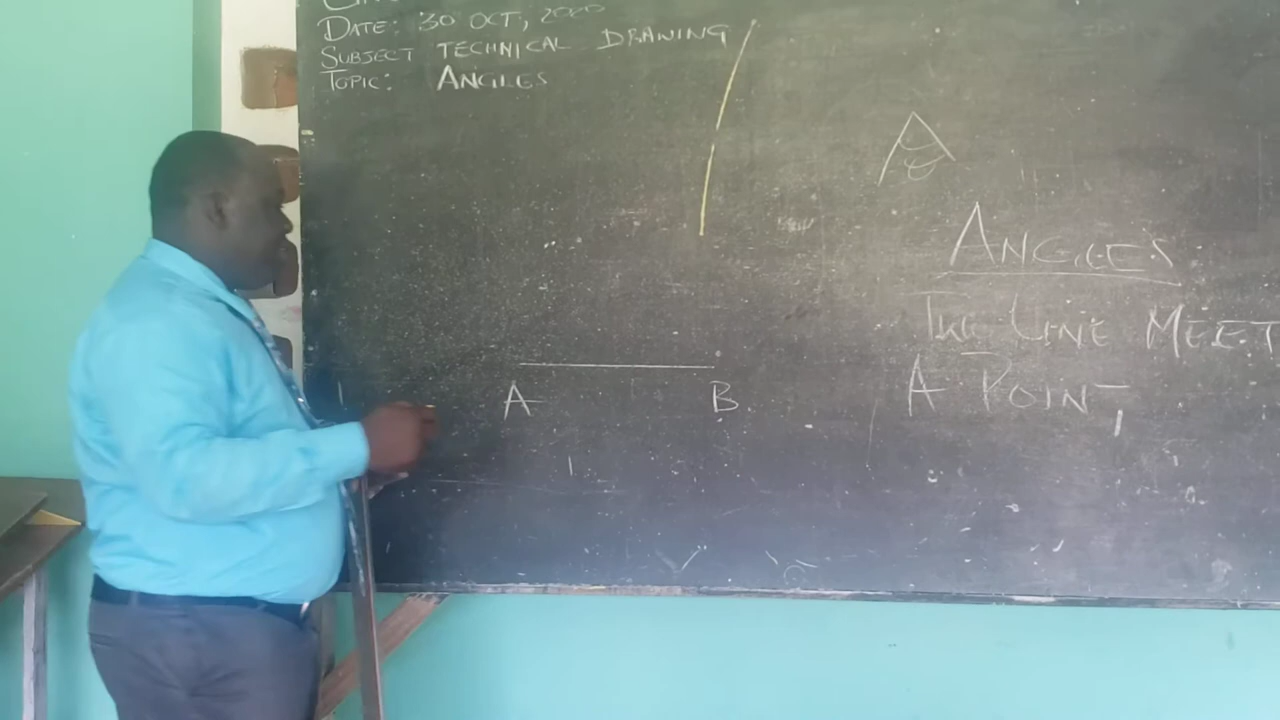 DATE: 30 OCT, 2020
SUBJECT TECHNICAL DRAWING
TOPIC: ANGLES
ANGLES
THE LINE MEET
A POINT
A B